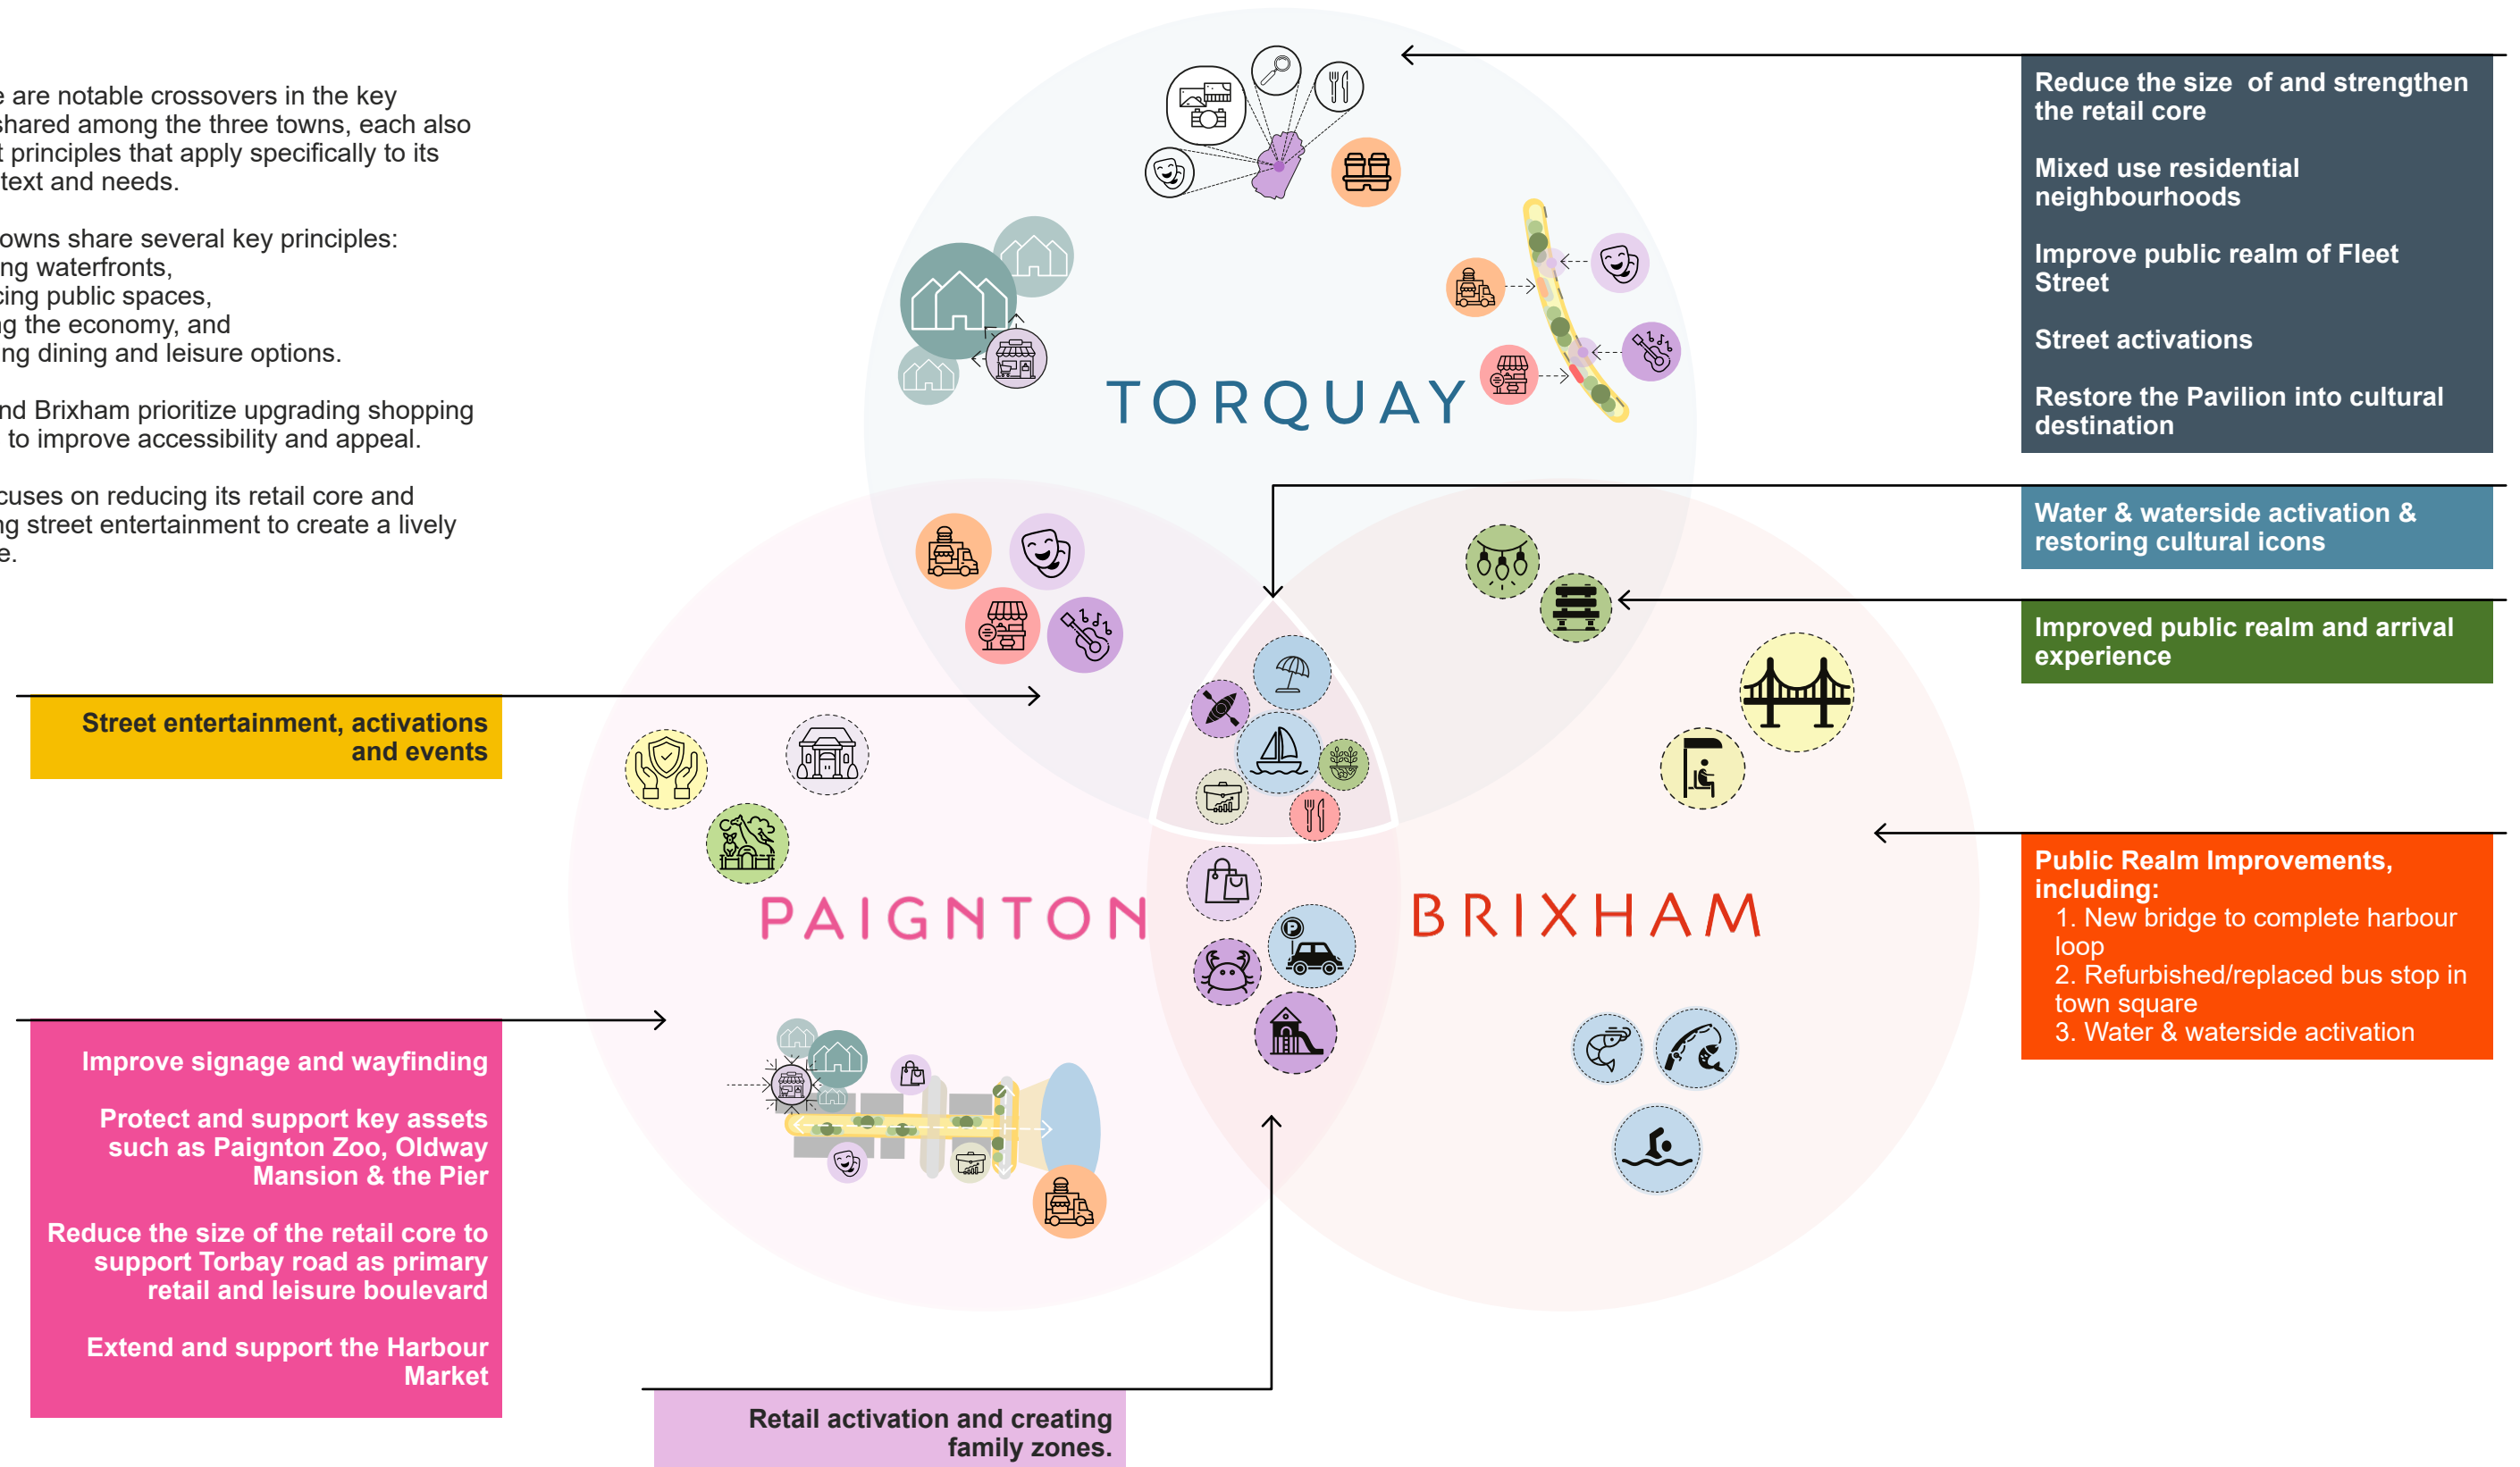 e are notable crossovers in the key
shared among the three towns, each also
t principles that apply specifically to its
text and needs.
owns share several key principles:
ng waterfronts,
cing public spaces,
ng the economy, and
ng dining and leisure options.
nd Brixham prioritize upgrading shopping
to improve accessibility and appeal.
cuses on reducing its retail core and
ng street entertainment to create a lively
e.
Reduce the size of and strengthen
the retail core
Mixed use residential
neighbourhoods
Improve public realm of Fleet
Street
Street activations
Restore the Pavilion into cultural
destination
TORQUAY
Water & waterside activation &
restoring cultural icons
Improved public realm and arrival
experience
Street entertainment, activations
and events
PAIGNTON
BRIXHAM
P
Public Realm Improvements,
including:
1. New bridge to complete harbour
loop
2. Refurbished/replaced bus stop in
town square
3. Water & waterside activation
Improve signage and wayfinding
Protect and support key assets
such as Paignton Zoo, Oldway
Mansion & the Pier
Reduce the size of the retail core to
support Torbay road as primary
retail and leisure boulevard
Extend and support the Harbour
Market
Retail activation and creating
family zones.